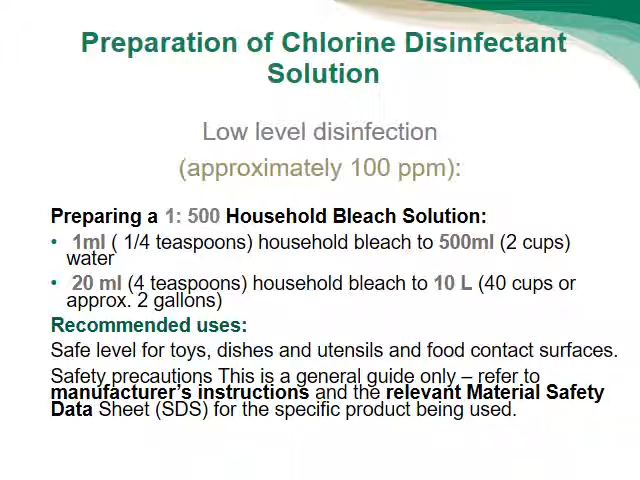 Preparation of Chlorine Disinfectant
Solution
Low level disinfection
(approximately 100 ppm):
Preparing a 1: 500 Household Bleach Solution:
• 1ml ( 1/4 teaspoons) household bleach to 500ml (2 cups)
water
• 20 ml (4 teaspoons) household bleach to 10 L (40 cups or
approx. 2 gallons)
Recommended uses:
Safe level for toys, dishes and utensils and food contact surfaces.
Safety precautions This is a general guide only – refer to
manufacturer’s instructions and the relevant Material Safety
Data Sheet (SDS) for the specific product being used.